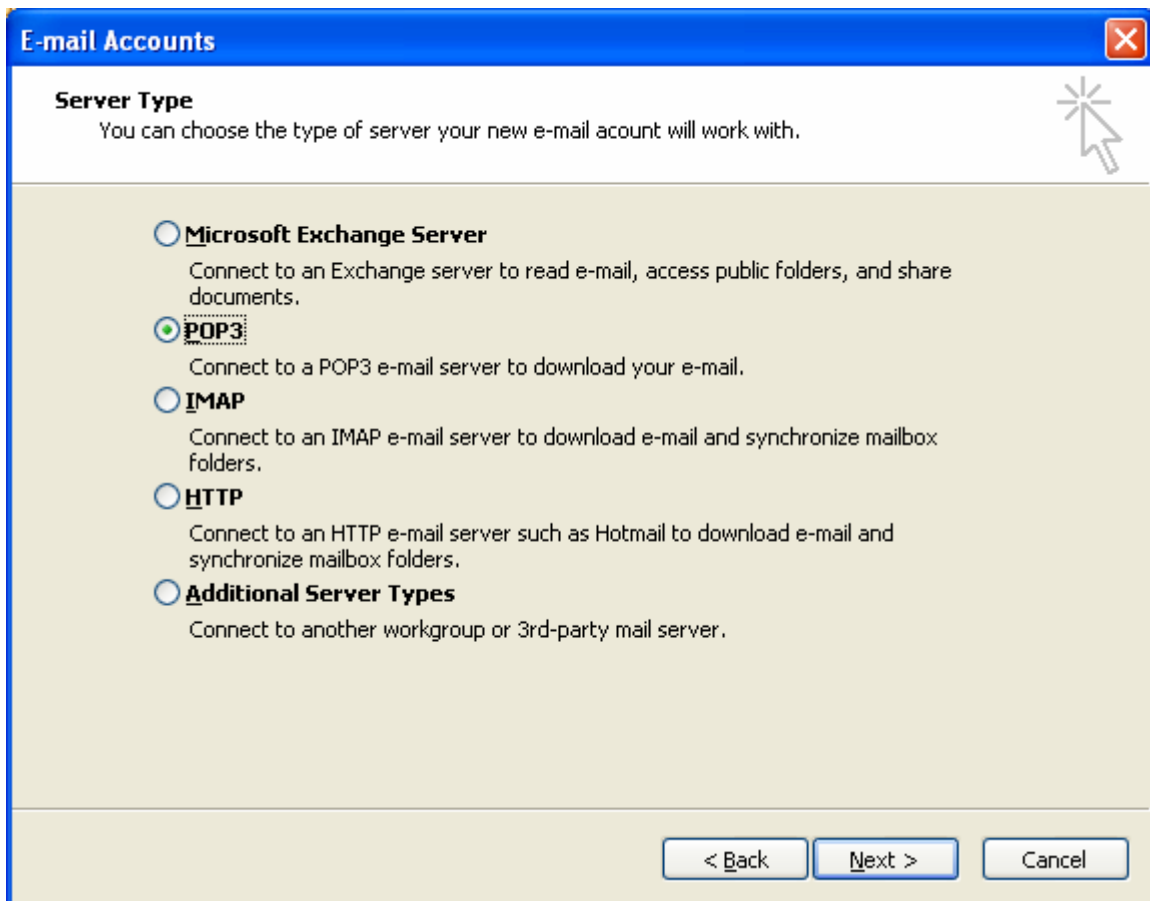 E-mail Accounts
Server Type
You can choose the type of server your new e-mail acount will work with.
Microsoft Exchange Server
Connect to an Exchange server to read e-mail, access public folders, and share
documents.
POP3
Connect to a POP3 e-mail server to download your e-mail.
IMAP
Connect to an IMAP e-mail server to download e-mail and synchronize mailbox
folders.
HTTP
Connect to an HTTP e-mail server such as Hotmail to download e-mail and
synchronize mailbox folders.
Additional Server Types
Connect to another workgroup or 3rd-party mail server.
< Back Next > Cancel